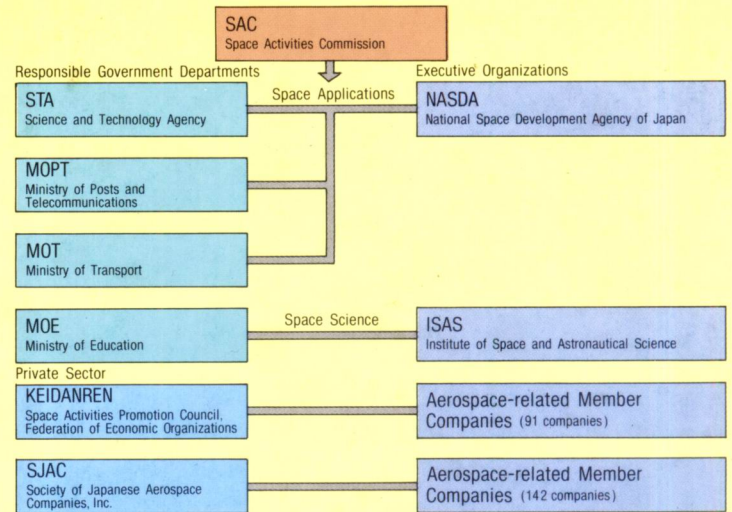 SAC
Space Activities Commission
Responsible Government Departments
Executive Organizations
STA
Science and Technology Agency
Space Applications
NASDA
National Space Development Agency of Japan
MOPT
Ministry of Posts and
Telecommunications
MOT
Ministry of Transport
MOE
Ministry of Education
Space Science
ISAS
Institute of Space and Astronautical Science
Private Sector
KEIDANREN
Space Activities Promotion Council,
Federation of Economic Organizations
Aerospace-related Member
Companies (91 companies)
SJAC
Society of Japanese Aerospace
Companies, Inc.
Aerospace-related Member
Companies (142 companies)